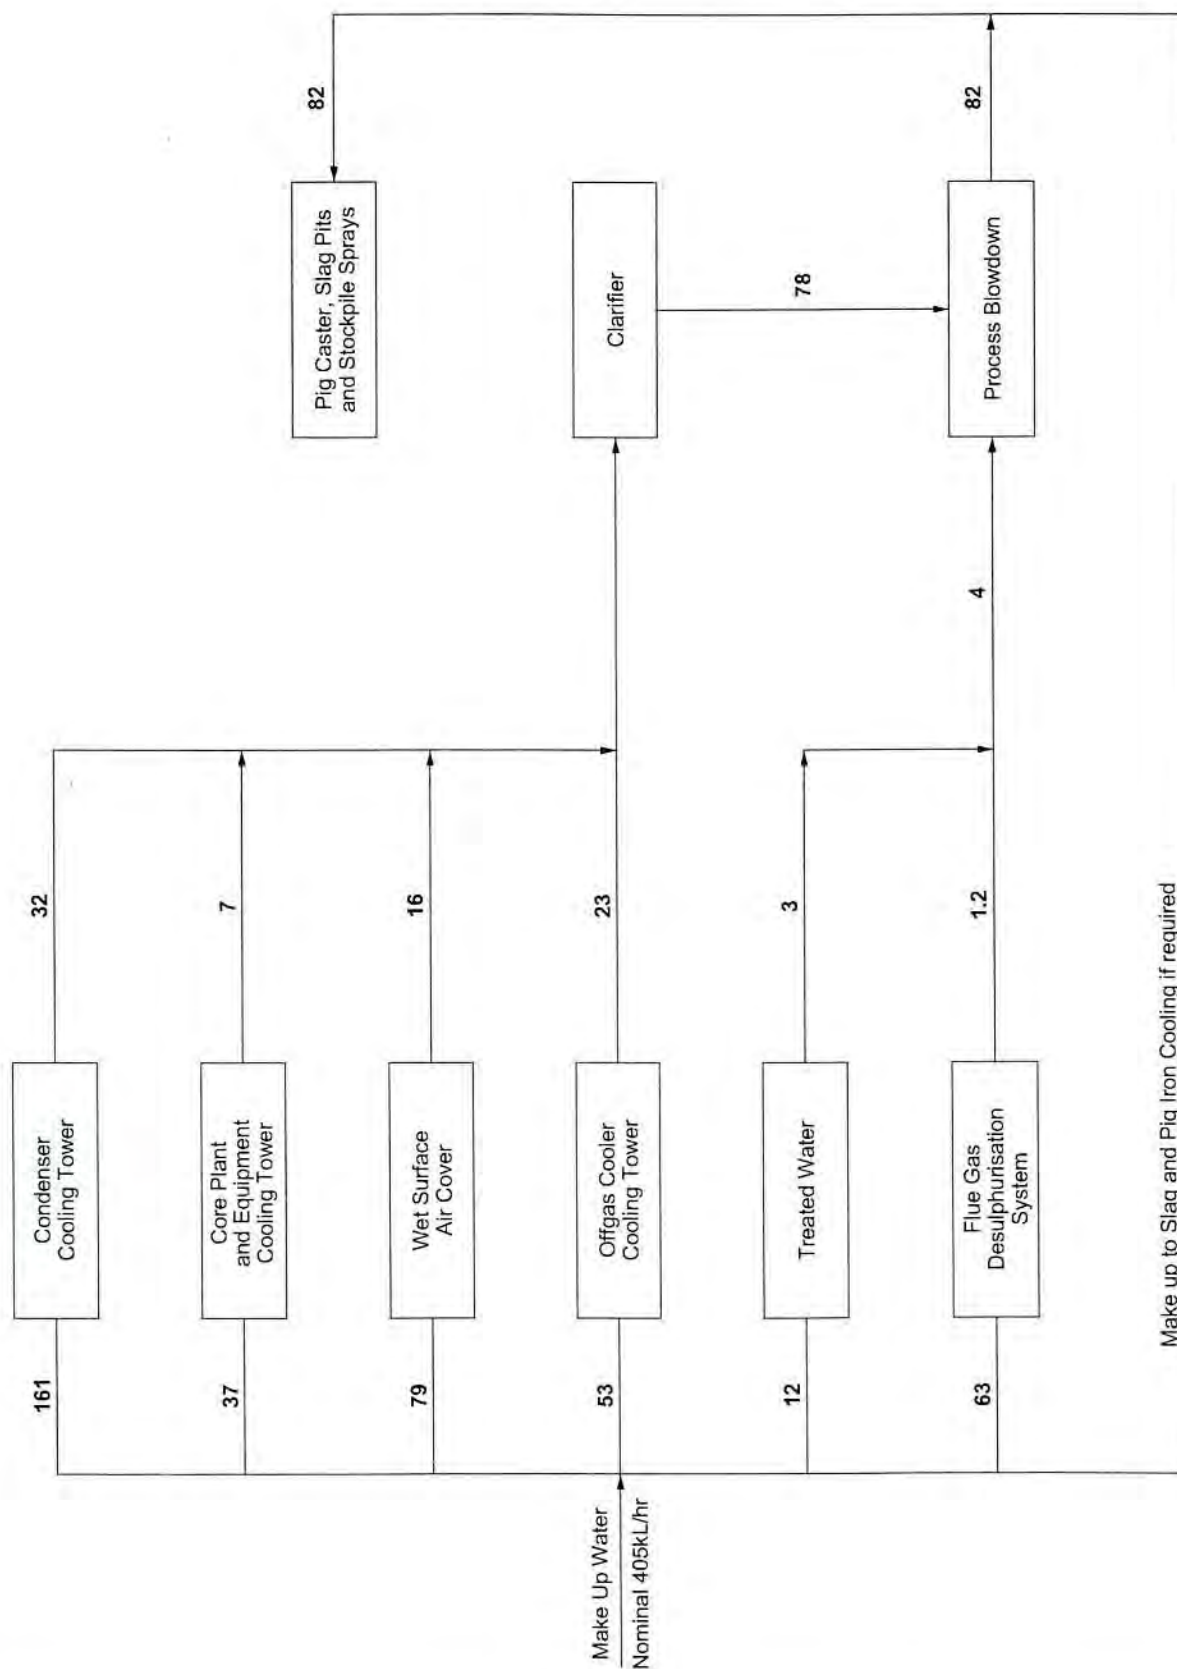 Make Up Water
Nominal 405kL/hr
161
Condenser
Cooling Tower
32
37
Core Plant
and Equipment
Cooling Tower
7
79
Wet Surface
Air Cover
16
53
Offgas Cooler
Cooling Tower
23
12
Treated Water
3
63
Flue Gas
Desulphurisation
System
1.2
4
Pig Caster, Slag Pits
and Stockpile Sprays
82
Clarifier
78
Process Blowdown
82
Make up to Slag and Pig Iron Cooling if required